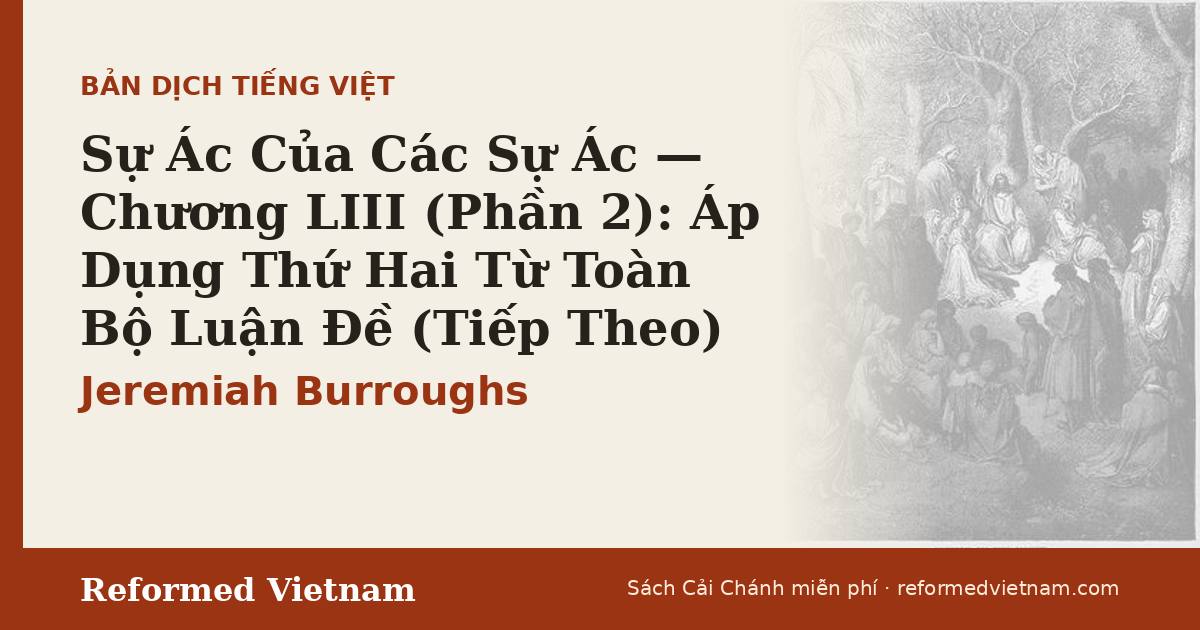 BẢN DỊCH TIẾNG VIỆT
Sự Ác Của Các Sự Ác —
Chương LIII (Phần 2): Áp
Dụng Thứ Hai Từ Toàn
Bộ Luận Đề (Tiếp Theo)
Jeremiah Burroughs
Reformed Vietnam
Sách Cải Chánh miễn phí · reformedvietnam.com